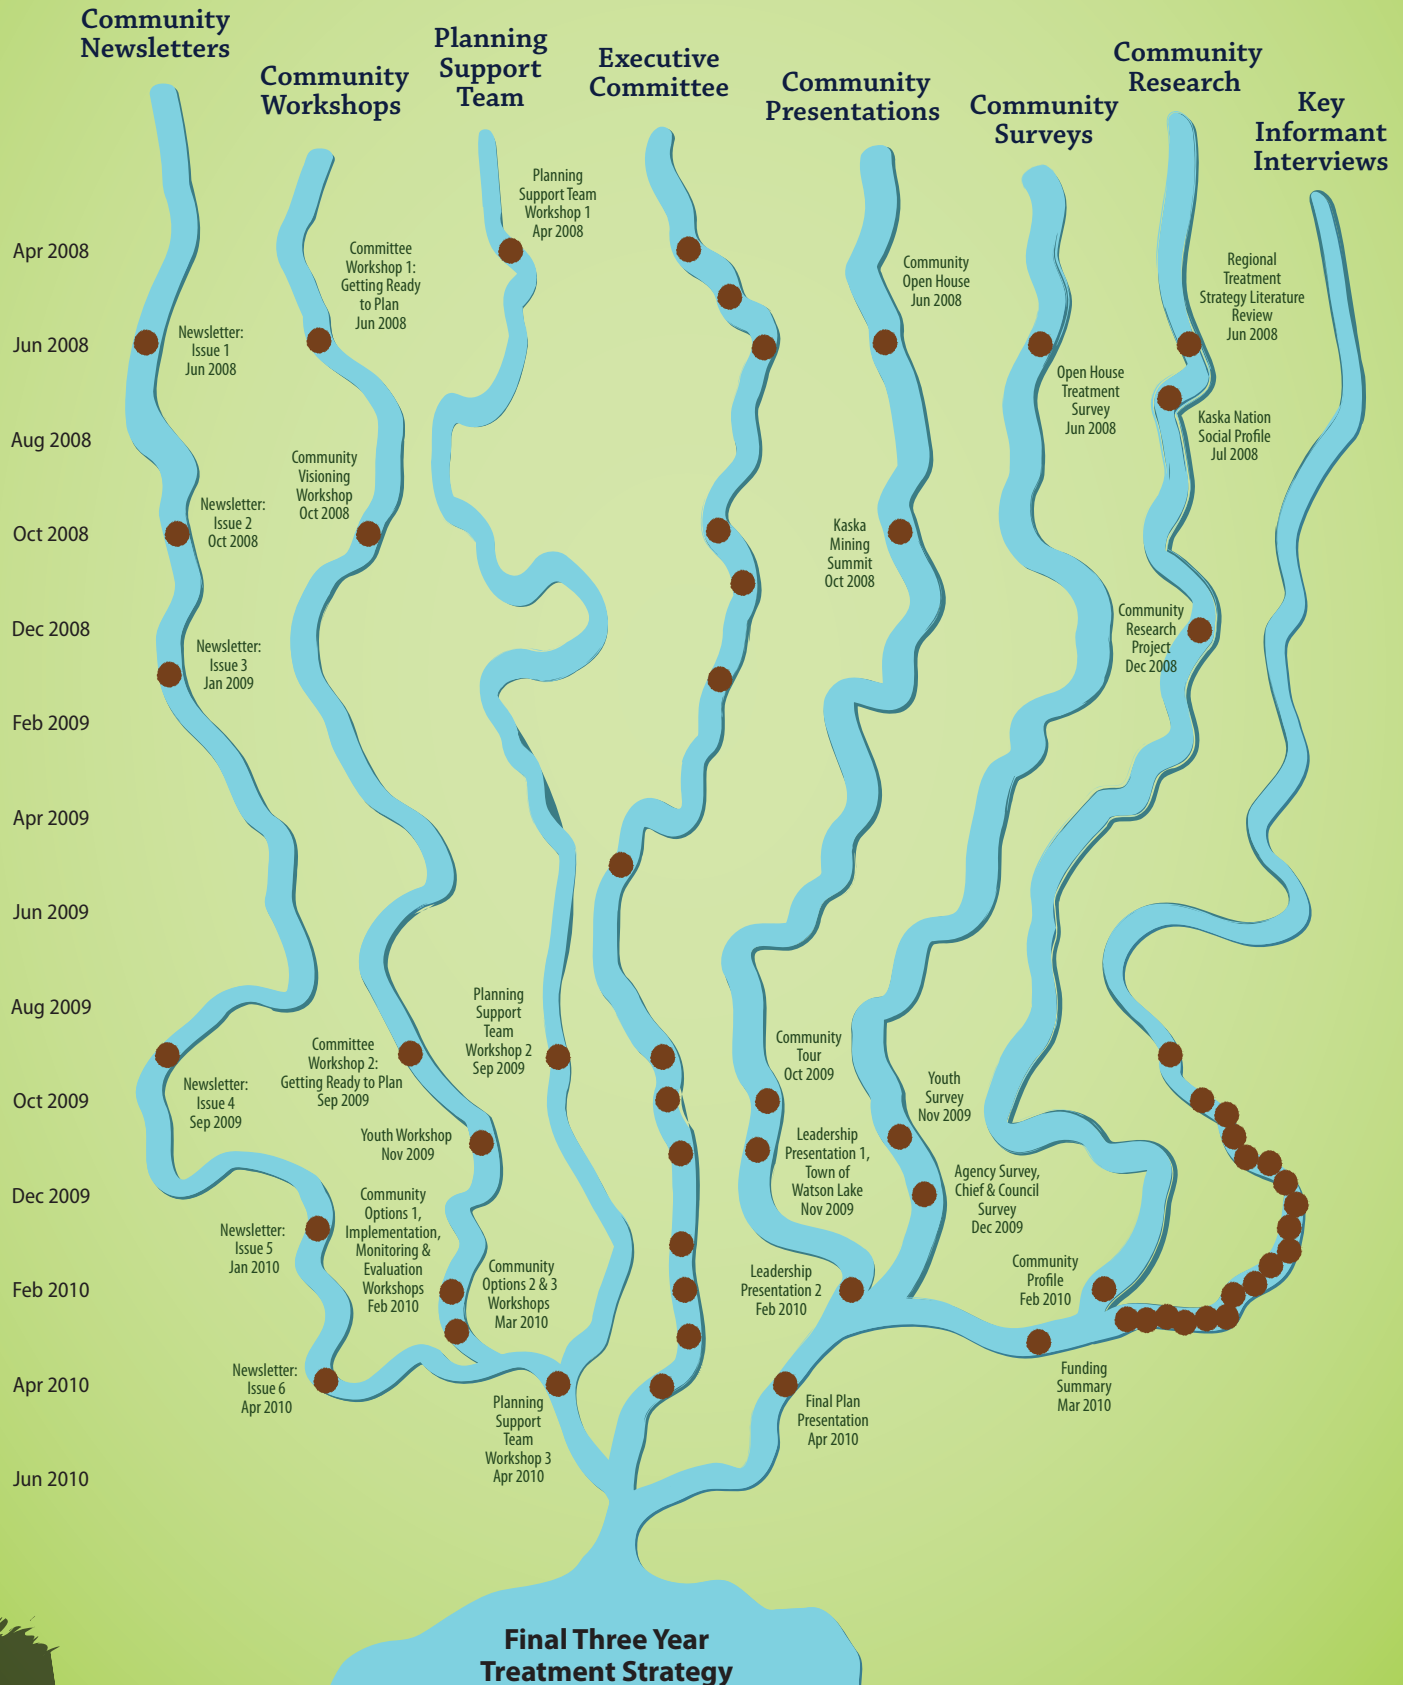 Community
Newsletters
Community
Workshops
Planning
Support
Team
Executive
Committee
Community
Presentations
Community
Surveys
Community
Research
Key
Informant
Interviews
Apr 2008
Jun 2008
Aug 2008
Oct 2008
Dec 2008
Feb 2009
Apr 2009
Jun 2009
Aug 2009
Oct 2009
Dec 2009
Feb 2010
Apr 2010
Jun 2010
Newsletter:
Issue 1
Jun 2008
Newsletter:
Issue 2
Oct 2008
Newsletter:
Issue 3
Jan 2009
Newsletter:
Issue 4
Sep 2009
Newsletter:
Issue 5
Jan 2010
Newsletter:
Issue 6
Apr 2010
Committee
Workshop 1:
Getting Ready
to Plan
Jun 2008
Community
Visioning
Workshop
Oct 2008
Committee
Workshop 2:
Getting Ready to Plan
Sep 2009
Youth Workshop
Nov 2009
Community
Options 1,
Implementation,
Monitoring &
Evaluation
Workshops
Feb 2010
Community
Options 2 & 3
Workshops
Mar 2010
Planning
Support Team
Workshop 1
Apr 2008
Planning
Support
Team
Workshop 2
Sep 2009
Planning
Support
Team
Workshop 3
Apr 2010
Community
Open House
Jun 2008
Kaska
Mining
Summit
Oct 2008
Community
Tour
Oct 2009
Leadership
Presentation 1,
Town of
Watson Lake
Nov 2009
Leadership
Presentation 2
Feb 2010
Final Plan
Presentation
Apr 2010
Open House
Treatment
Survey
Jun 2008
Youth
Survey
Nov 2009
Agency Survey,
Chief & Council
Survey
Dec 2009
Regional
Treatment
Strategy Literature
Review
Jun 2008
Kaska Nation
Social Profile
Jul 2008
Community
Research
Project
Dec 2008
Community
Profile
Feb 2010
Funding
Summary
Mar 2010
Final Three Year
Treatment Strategy